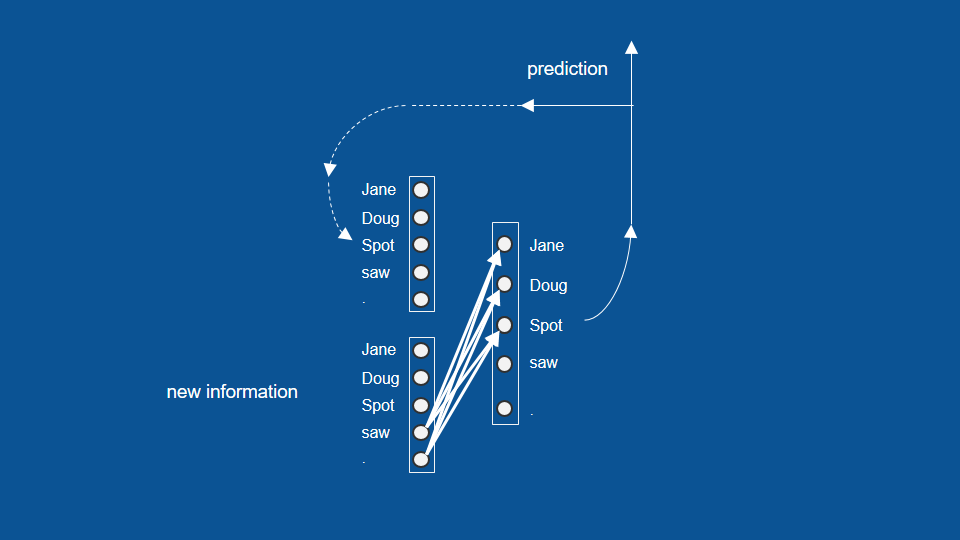 prediction
Jane
Doug
Spot
saw
.
Jane
Doug
Spot
saw
.
new information
Jane
Doug
Spot
saw
.